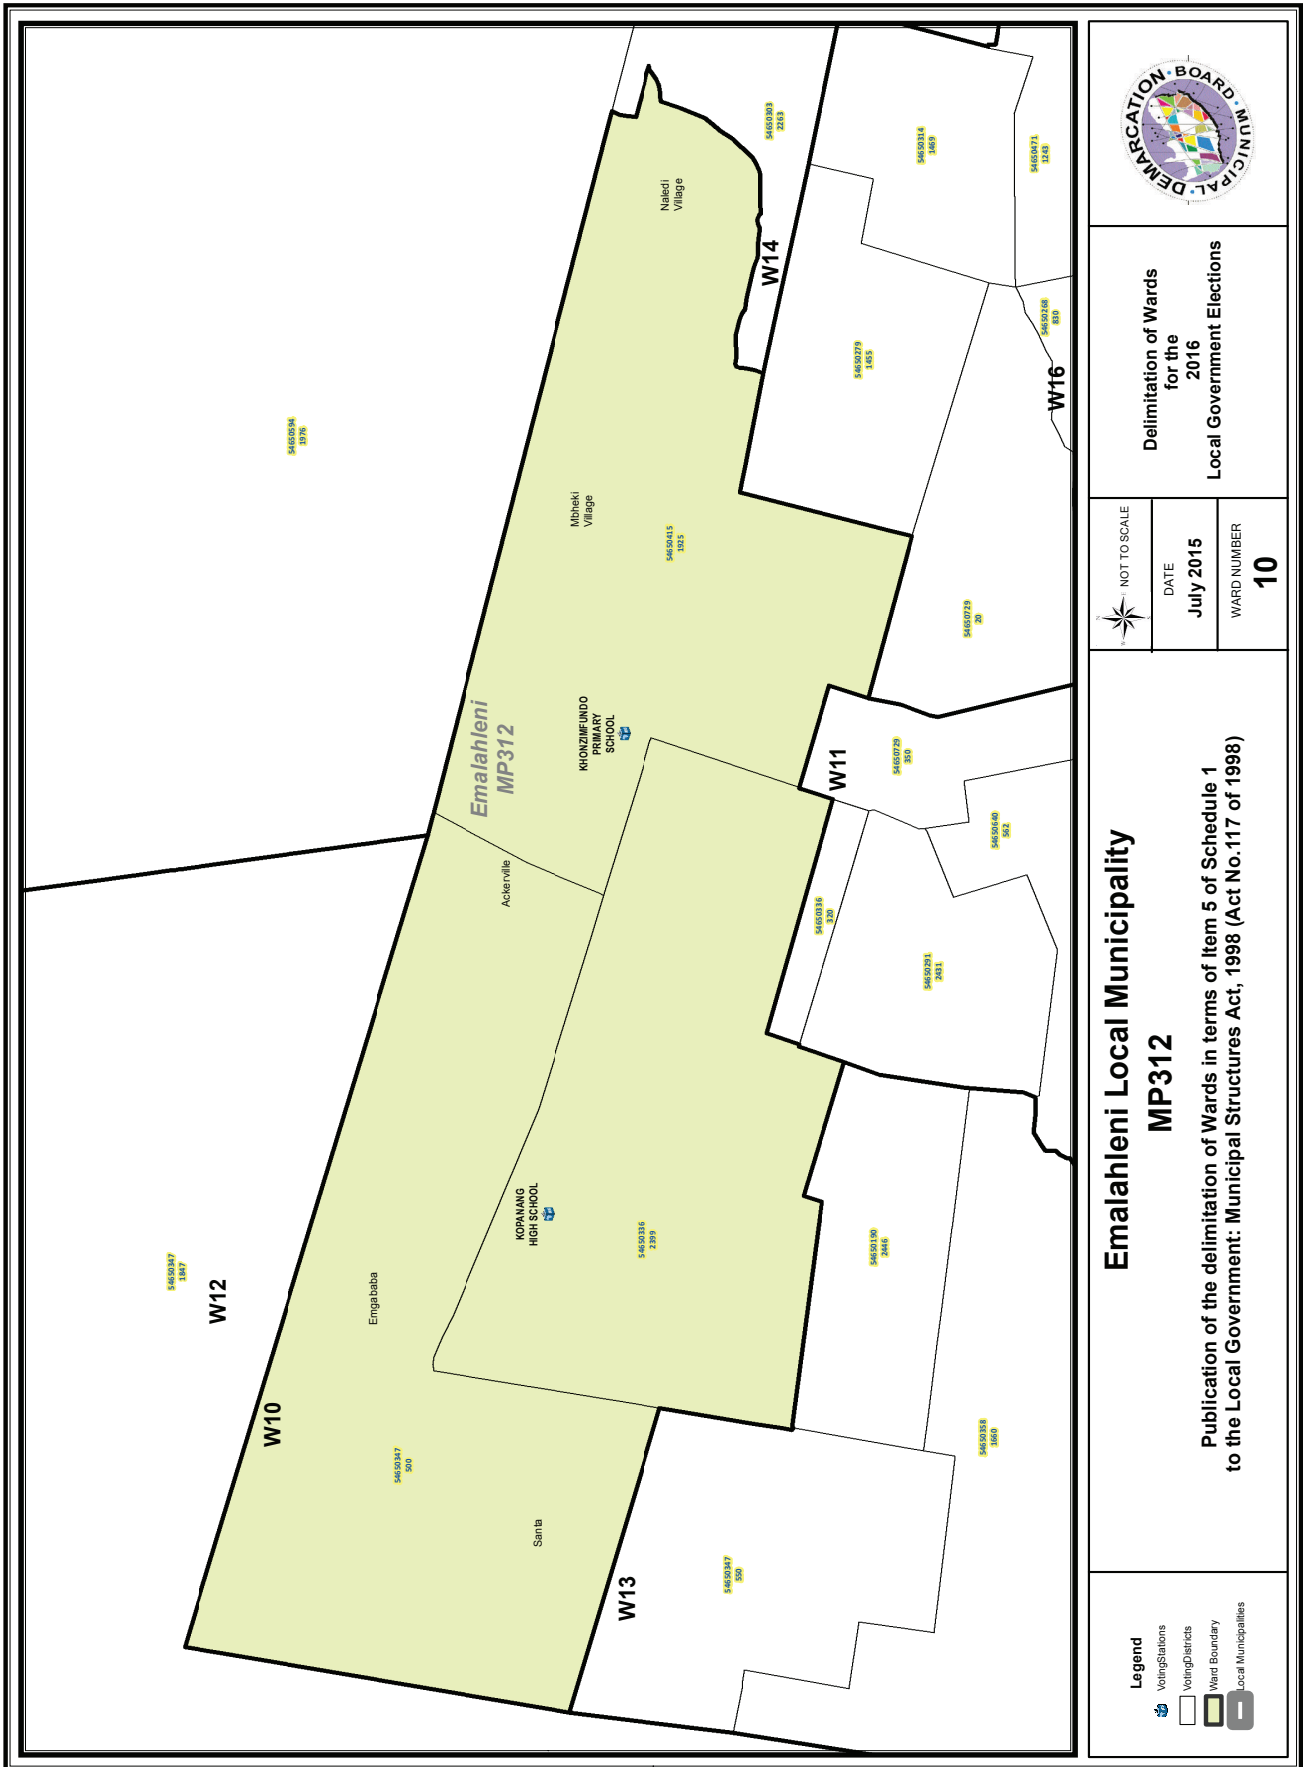 54650594
1976
54650347
1847
W12
W10
Emalahleni
MP312
Ackerville
Emgababa
Santa
54650347
500
KOPANANG
HIGH SCHOOL
54650336
2399
KHONZIMFUNDO
PRIMARY
SCHOOL
Mbheki
Village
54650415
1925
Naledi
Village
54650303
2263
W14
54650314
1469
54650471
1243
54650279
1455
54650268
830
W16
54650729
20
W11
54650729
350
54650640
562
54650336
320
54650291
2431
54650190
2446
54650358
1660
W13
54650347
550
Legend
VotingStations
VotingDistricts
Ward Boundary
Local Municipalities
Emalahleni Local Municipality
MP312
Publication of the delimitation of Wards in terms of Item 5 of Schedule 1
to the Local Government: Municipal Structures Act, 1998 (Act No.117 of 1998)
N
W
E
S
NOT TO SCALE
DATE
July 2015
WARD NUMBER
10
Delimitation of Wards
for the
2016
Local Government Elections
MUNICIPAL · DEMARCATION · BOARD ·